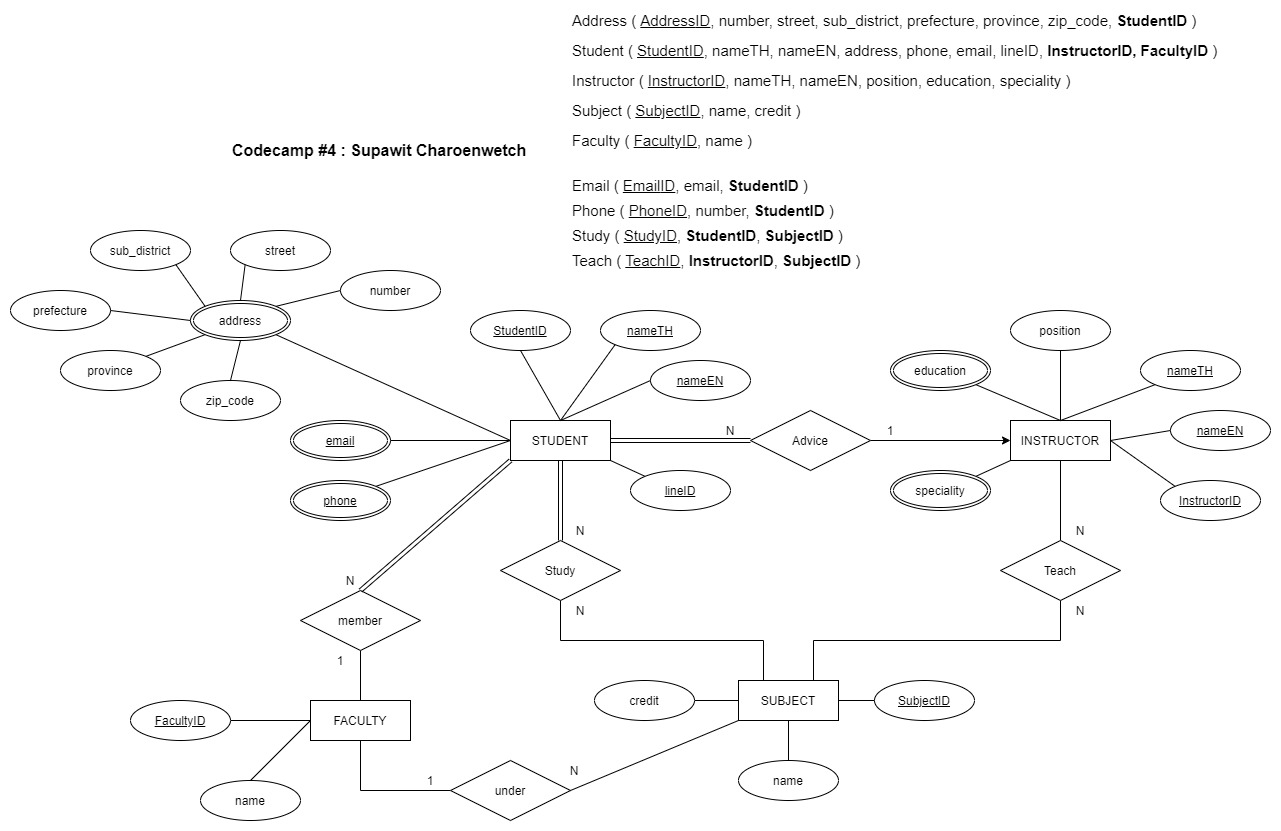 Address ( AddressID, number, street, sub_district, prefecture, province, zip_code, StudentID )
Student ( StudentID, nameTH, nameEN, address, phone, email, lineID, InstructorID, FacultyID )
Instructor ( InstructorID, nameTH, nameEN, position, education, speciality )
Subject ( SubjectID, name, credit )
Faculty ( FacultyID, name )
Codecamp #4 : Supawit Charoenwetch
Email ( EmailID, email, StudentID )
Phone ( PhoneID, number, StudentID )
Study ( StudyID, StudentID, SubjectID )
Teach ( TeachID, InstructorID, SubjectID )
sub_district
street
prefecture
number
address
province
zip_code
StudentID
nameTH
nameEN
position
education
nameTH
email
STUDENT
N
Advice
1
INSTRUCTOR
nameEN
phone
lineID
speciality
InstructorID
N
N
Study
Teach
N
N
N
member
1
FACULTY
FacultyID
name
credit
SUBJECT
SubjectID
name
1
under
N